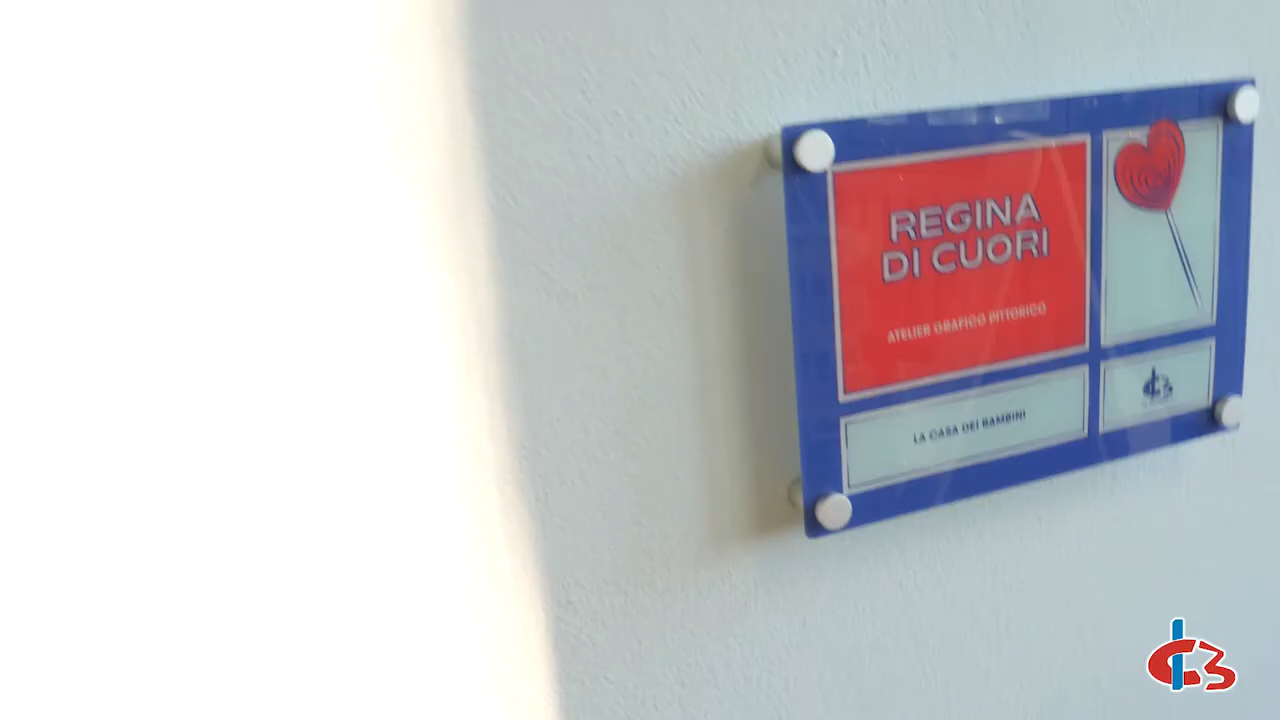 REGINA
DI CUORI
ATELIER GRAFICO PITTORICO
LA CASA DEI BAMBINI